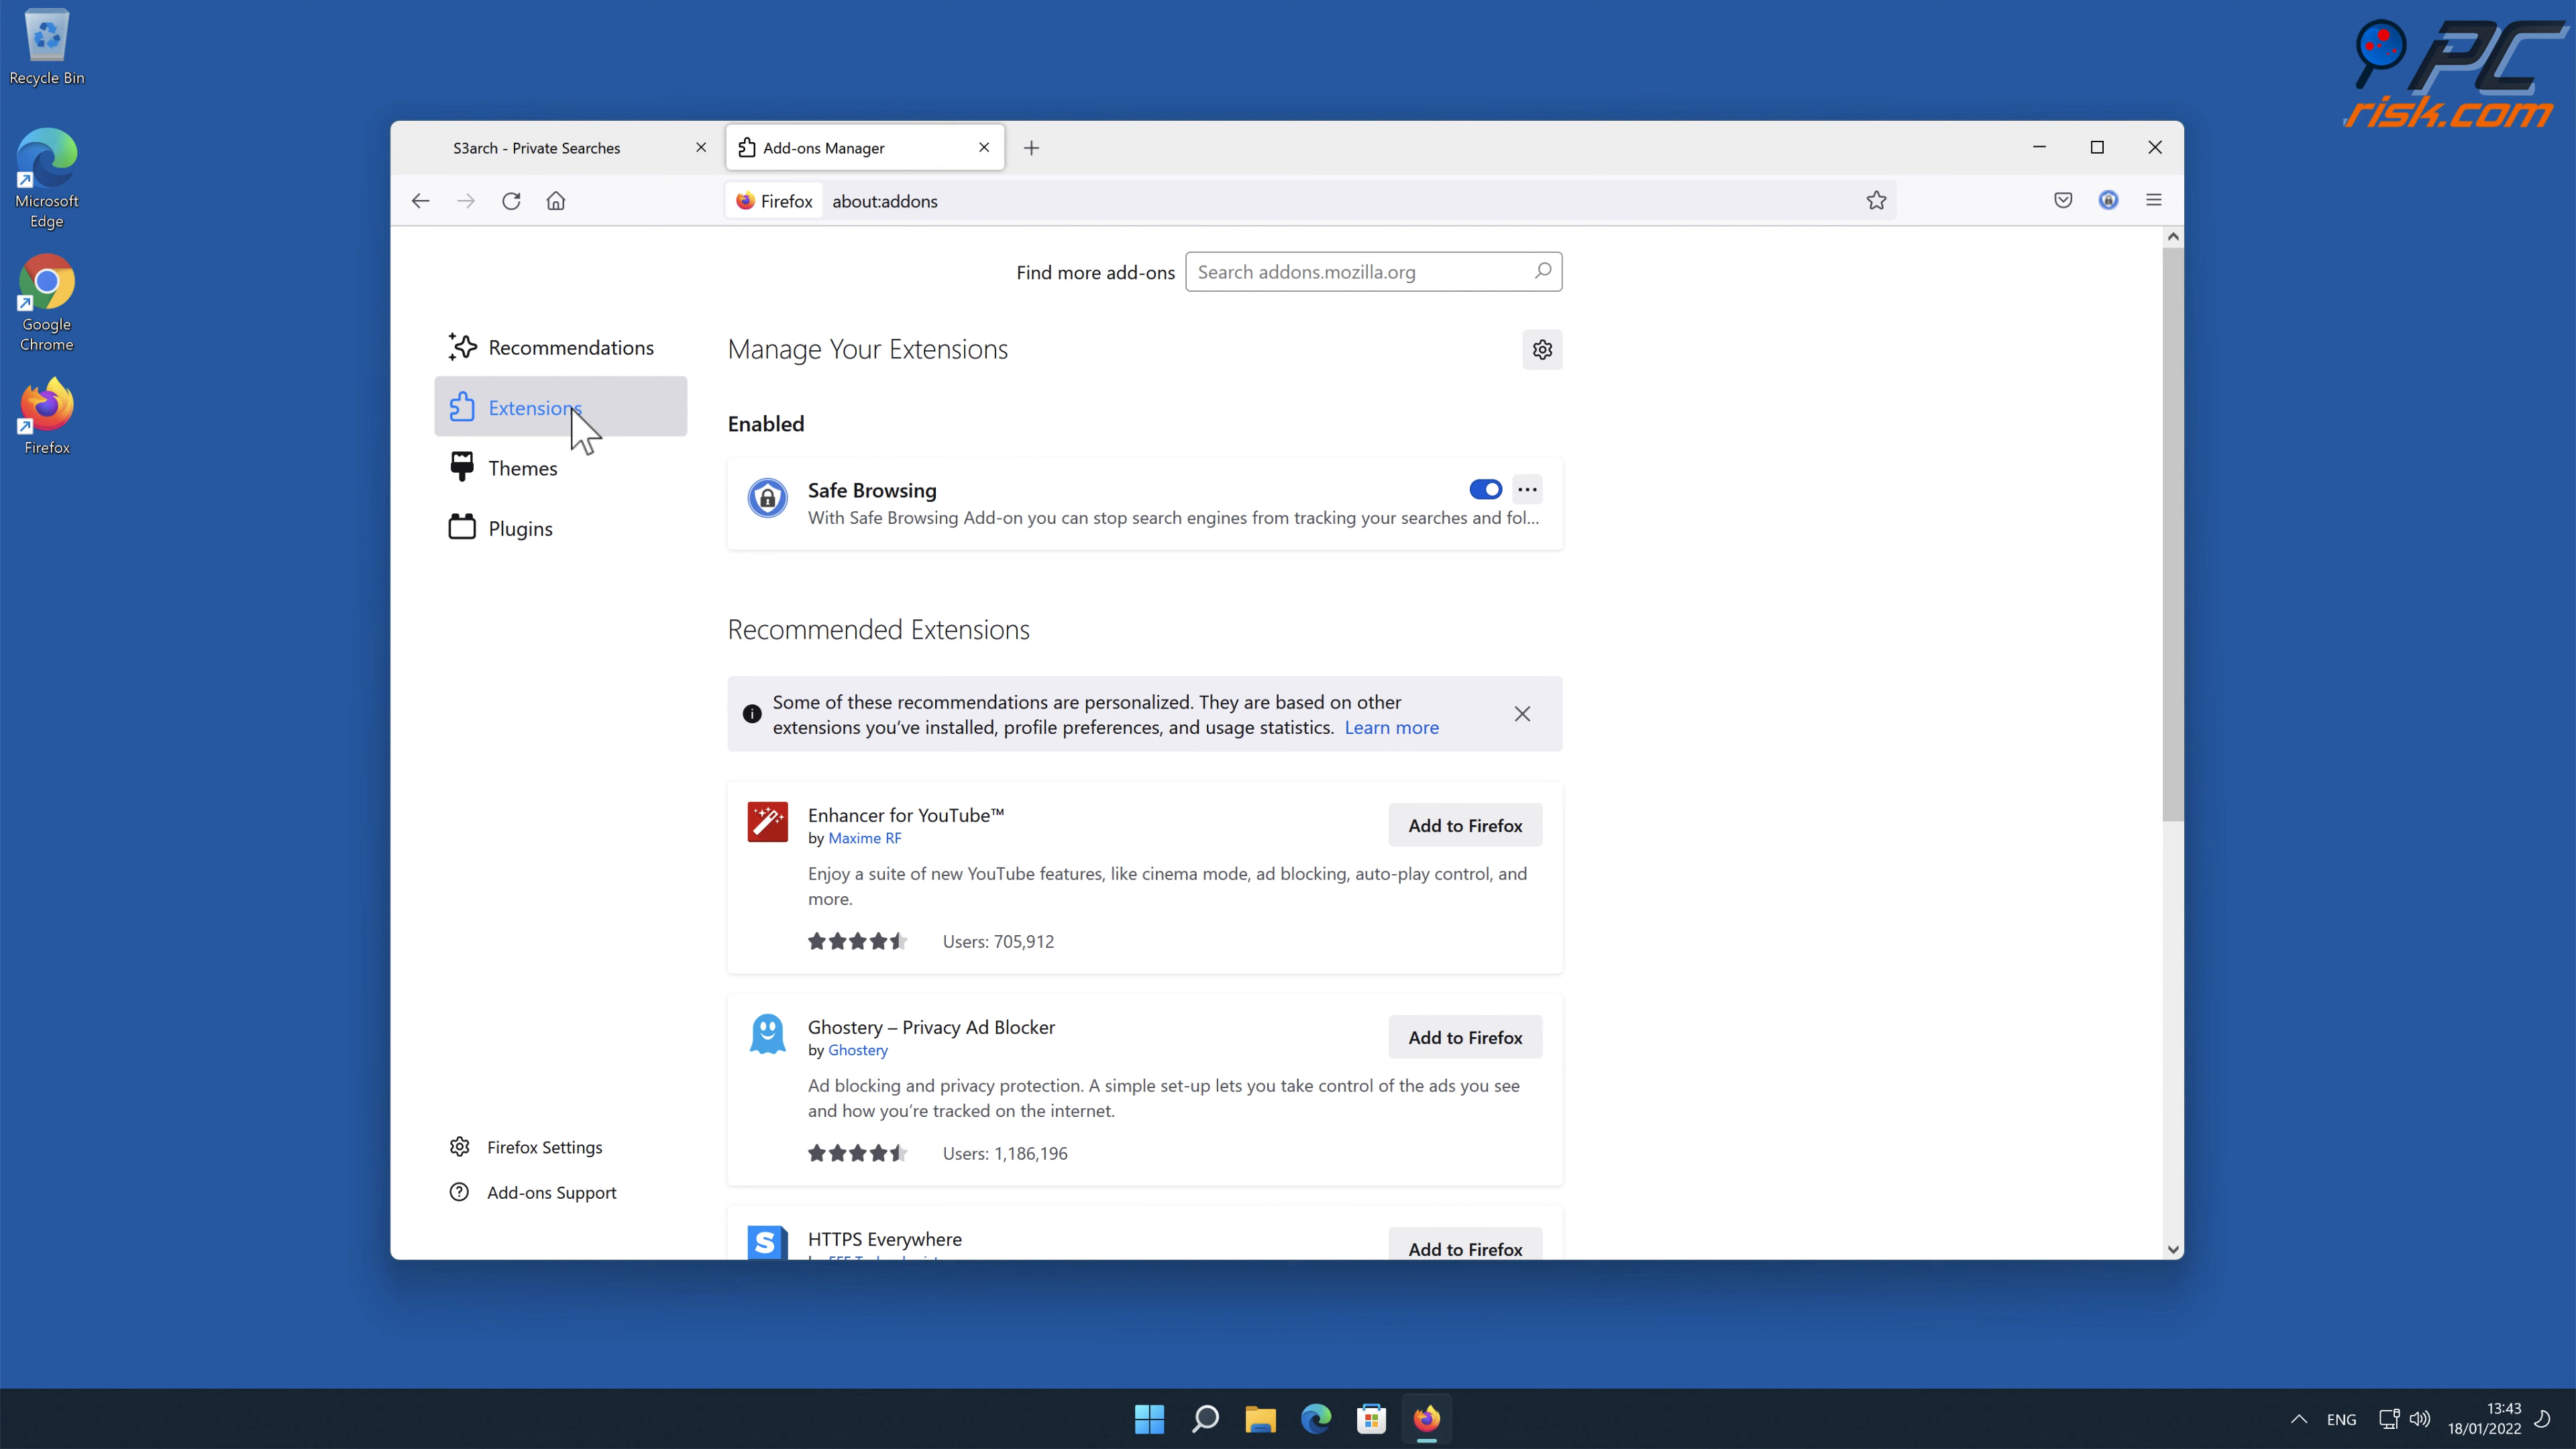 Recycle Bin
Microsoft
Edge
Google
Chrome
Firefox
PC
risk.com
S3arch - Private Searches
Add-ons Manager
Firefox
about:addons
Find more add-ons
Search addons.mozilla.org
Recommendations
Extensions
Themes
Plugins
Firefox Settings
Add-ons Support
Manage Your Extensions
Enabled
Safe Browsing
With Safe Browsing Add-on you can stop search engines from tracking your searches and fol...
Recommended Extensions
Some of these recommendations are personalized. They are based on other
extensions you’ve installed, profile preferences, and usage statistics. Learn more
Enhancer for YouTube™
by Maxime RF
Add to Firefox
Enjoy a suite of new YouTube features, like cinema mode, ad blocking, auto-play control, and
more.
Users: 705,912
Ghostery – Privacy Ad Blocker
by Ghostery
Add to Firefox
Ad blocking and privacy protection. A simple set-up lets you take control of the ads you see
and how you’re tracked on the internet.
Users: 1,186,196
S
HTTPS Everywhere
Add to Firefox
ENG
13:43
18/01/2022